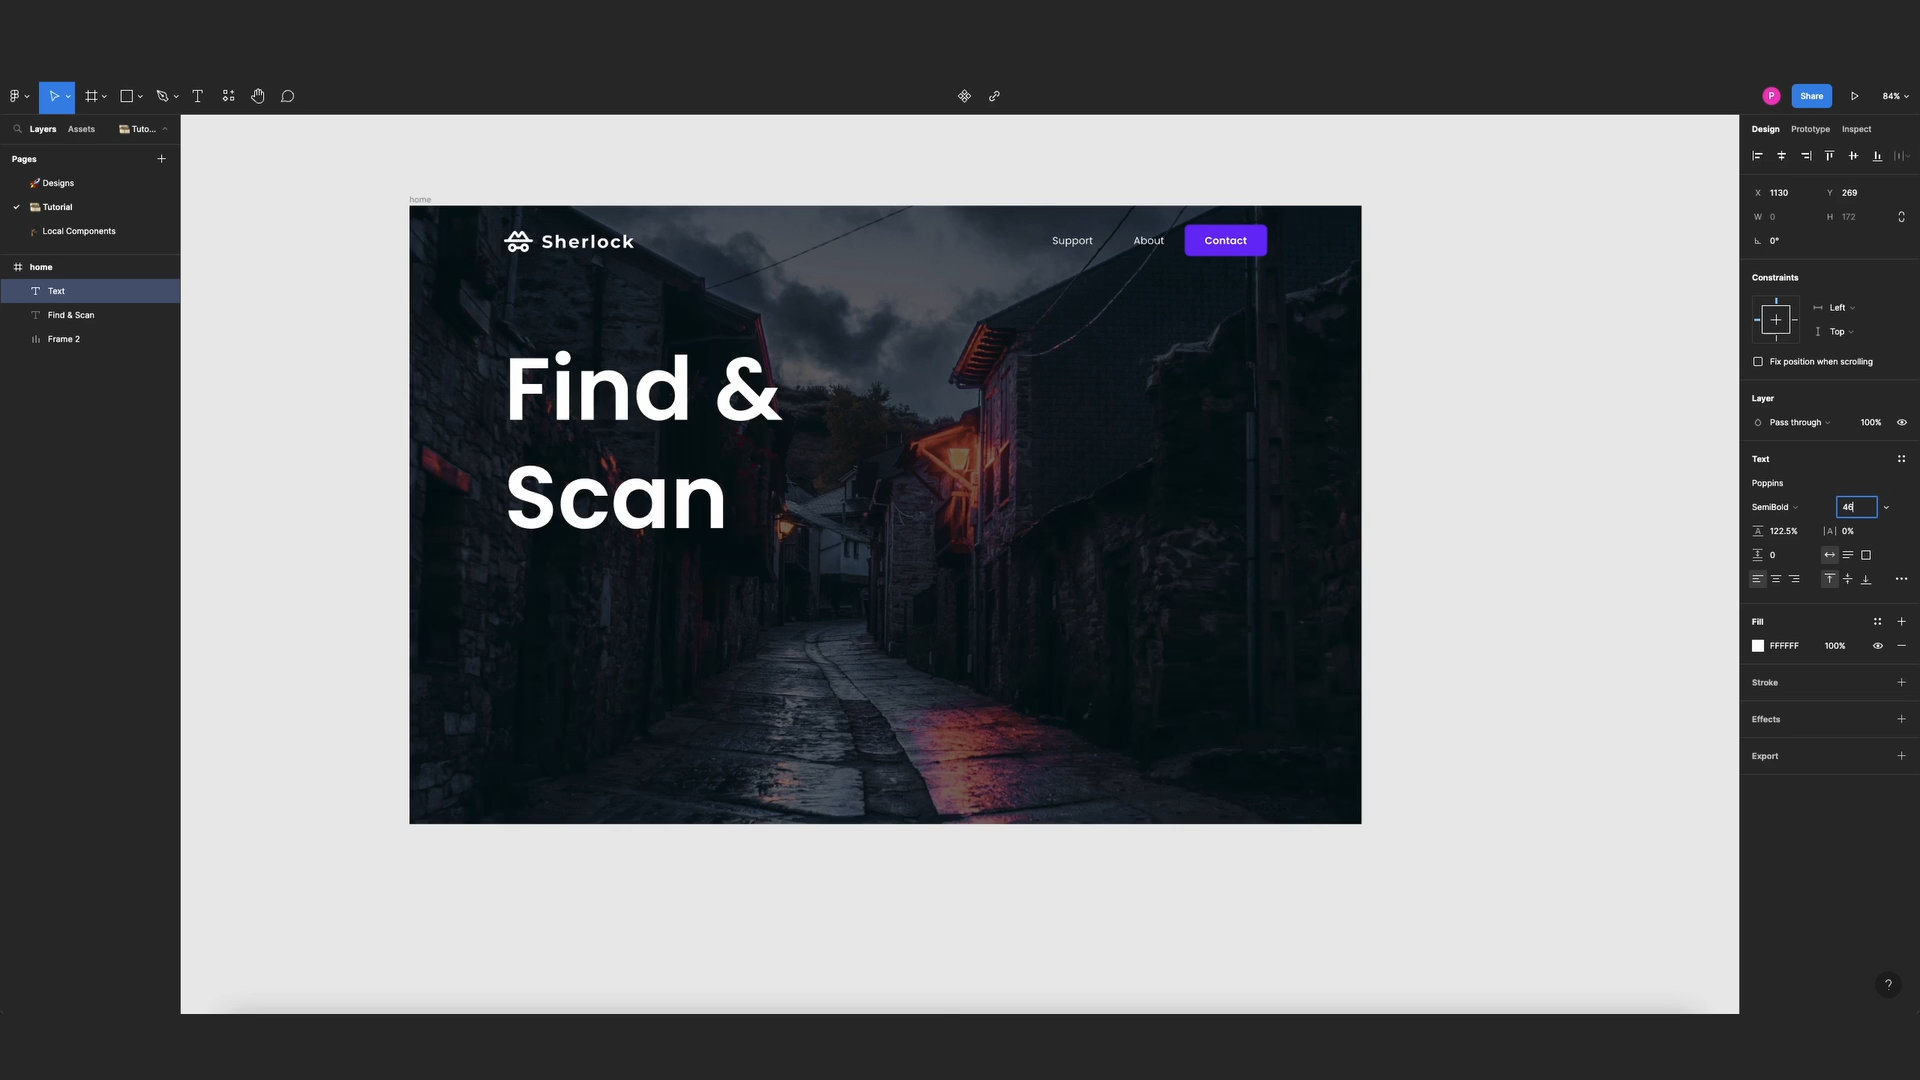 P
Share
84%
Layers
Assets
Tuto...
Design
Prototype
Inspect
Pages
Designs
Tutorial
Local Components
home
Text
Find & Scan
Frame 2
home
Sherlock
Support
About
Contact
Find &
Scan
X 1130 Y 269
W 0 H 172
0°
Constraints
Left
Top
Fix position when scrolling
Layer
Pass through 100%
Text
Poppins
SemiBold 46
122.5% |A| 0%
0
Fill
FFFFFF 100%
Stroke
Effects
Export
?